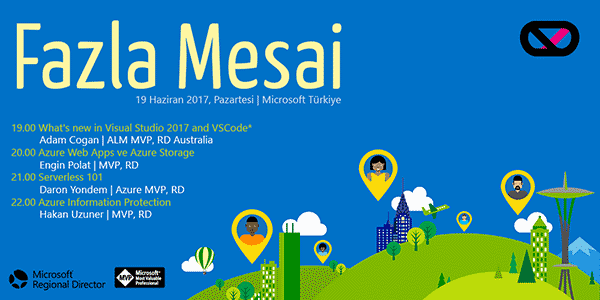 Fazla Mesai
19 Haziran 2017, Pazartesi | Microsoft Türkiye
19.00 What's new in Visual Studio 2017 and VSCode*
Adam Cogan | ALM MVP, RD Australia
20.00 Azure Web Apps ve Azure Storage
Engin Polat | MVP, RD
21.00 Serverless 101
Daron Yondem | Azure MVP, RD
22.00 Azure Information Protection
Hakan Uzuner | MVP, RD
Microsoft
Regional Director
MVP
Microsoft®
Most Valuable
Professional